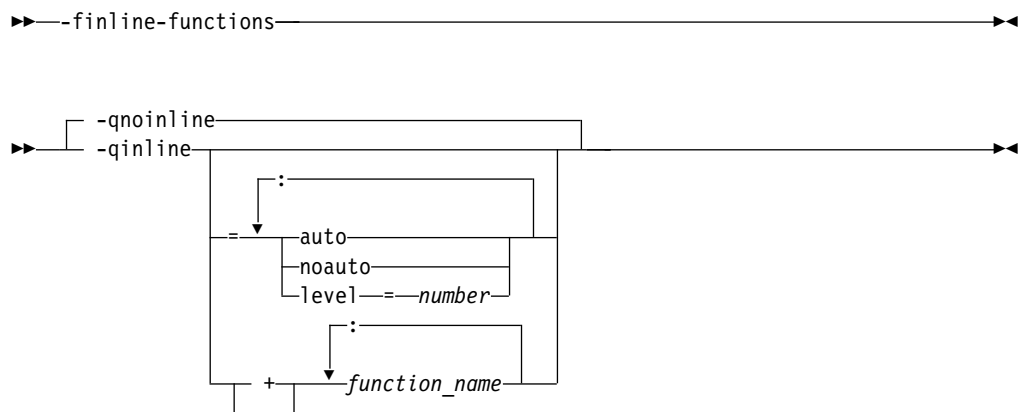 -finline-functions
-qnoinline
-qinline
:
= auto
noauto
level = number
:
+ function_name